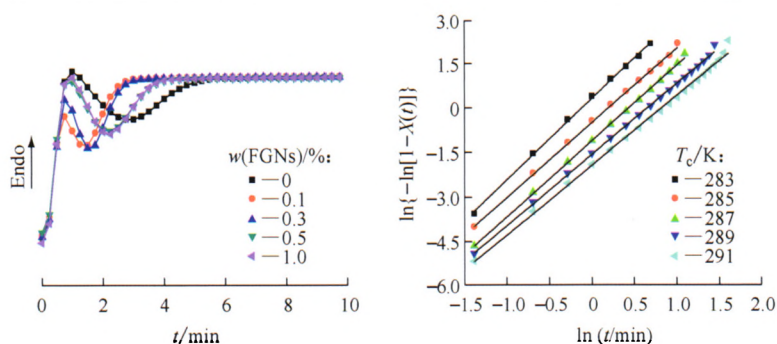 Endo
w(FGNs)/%:
0
0.1
0.3
0.5
1.0
0 2 4 6 8 10
t/min
ln{−ln[1−X(t)]}
3.0
1.5
0
−1.5
−3.0
−4.5
−6.0
T_c/K:
283
285
287
289
291
−1.5 −1.0 −0.5 0 0.5 1.0 1.5 2.0
ln (t/min)